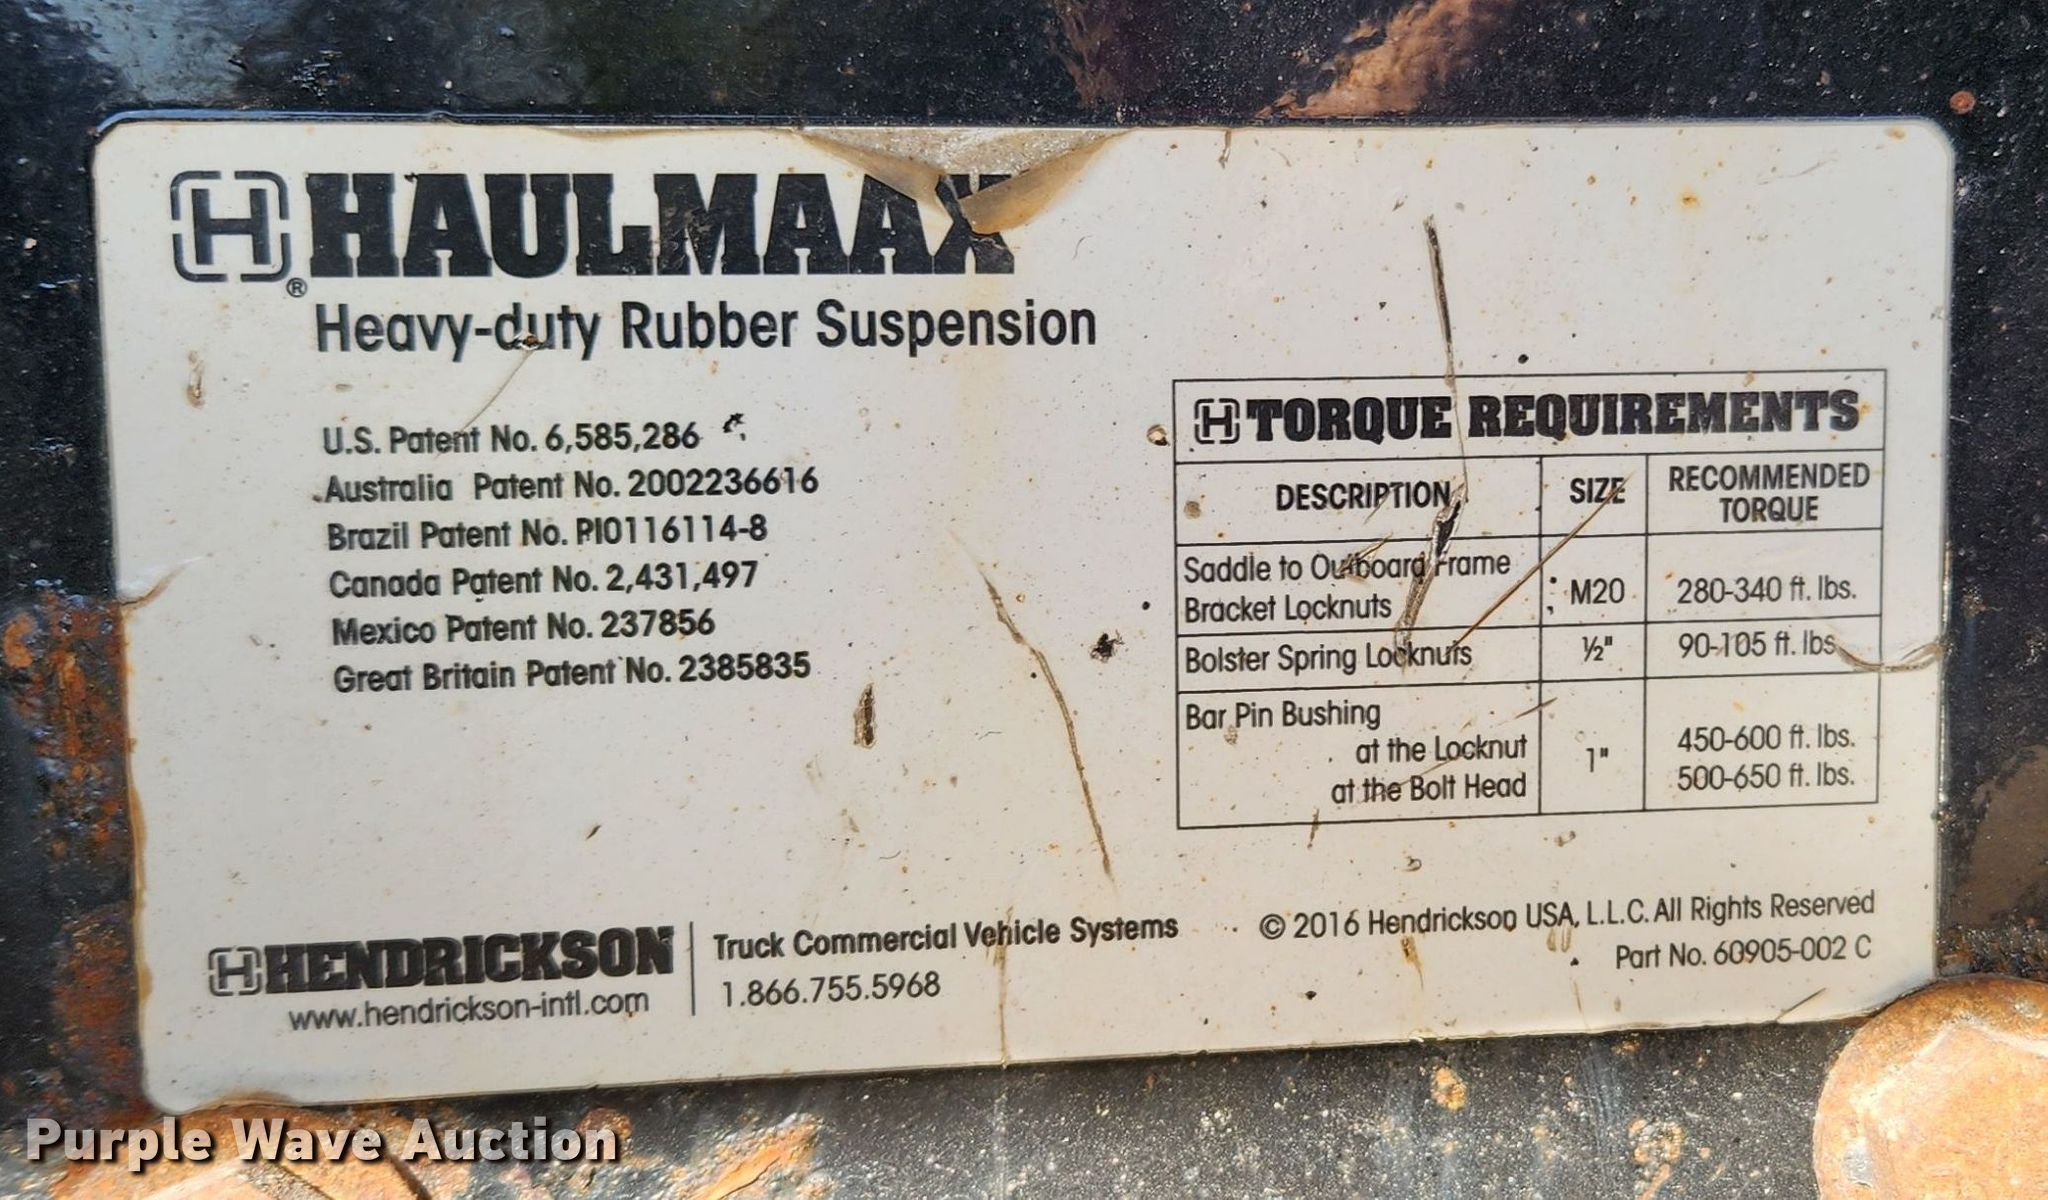 H HAULMAAX
®
Heavy-duty Rubber Suspension
U.S. Patent No. 6,585,286
Australia Patent No. 2002236616
Brazil Patent No. PI0116114-8
Canada Patent No. 2,431,497
Mexico Patent No. 237856
Great Britain Patent No. 2385835
H TORQUE REQUIREMENTS
DESCRIPTION SIZE RECOMMENDED
TORQUE
Saddle to Outboard Frame
Bracket Locknuts M20 280-340 ft. lbs.
Bolster Spring Locknuts ½" 90-105 ft. lbs.
Bar Pin Bushing
at the Locknut 1" 450-600 ft. lbs.
at the Bolt Head 500-650 ft. lbs.
H HENDRICKSON
www.hendrickson-intl.com
Truck Commercial Vehicle Systems
1.866.755.5968
© 2016 Hendrickson USA, L.L.C. All Rights Reserved
Part No. 60905-002 C
Purple Wave Auction